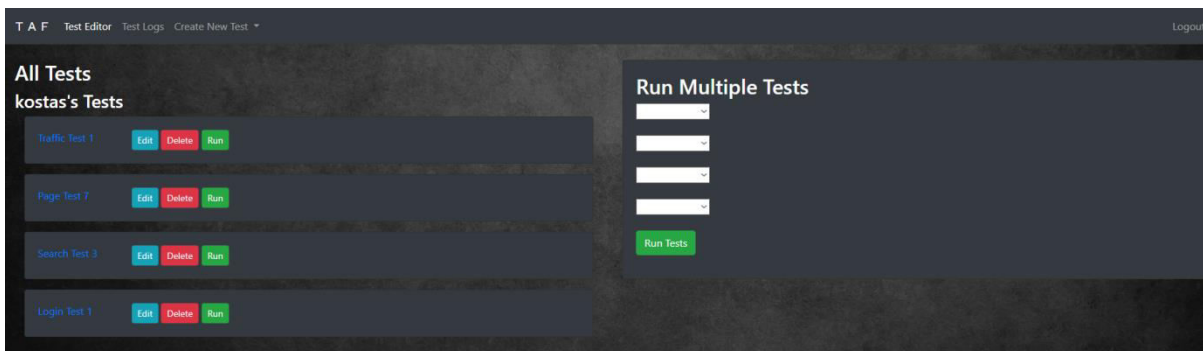 T A F Test Editor Test Logs Create New Test Logout
All Tests
kostas's Tests
Traffic Test 1 Edit Delete Run
Page Test 7 Edit Delete Run
Search Test 3 Edit Delete Run
Login Test 1 Edit Delete Run
Run Multiple Tests
Run Tests